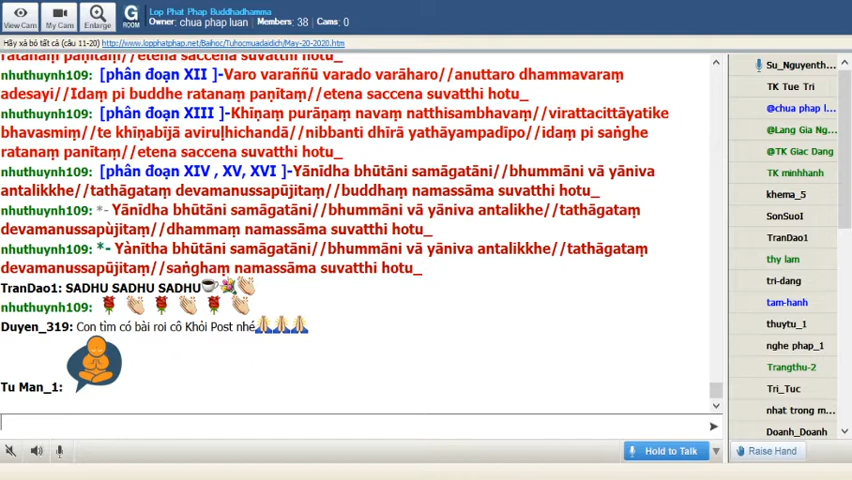 Lop Phat Phap Buddhadhamma
Owner: chua phap luan Members: 38 Cams: 0
View Cam My Cam Enlarge G ROOM
Hãy xả bỏ tất cả (câu 11-20) http://www.lopphatphap.net/Baihoc/Tuhocmuadaidich/May-20-2020.htm
ratanaṃ paṇītaṃ//etena saccena suvatthi hotu_
nhuthuynh109: [phân đoạn XII ]-Varo varaññū varado varāharo//anuttaro dhammavaraṃ
adesayi//Idaṃ pi buddhe ratanaṃ paṇītaṃ//etena saccena suvatthi hotu_
nhuthuynh109: [phân đoạn XIII ]-Khīṇaṃ purāṇaṃ navaṃ natthisambhavaṃ//virattacittāyatike
bhavasmiṃ//te khīṇabījā aviruḷhichandā//nibbanti dhīrā yathāyampadīpo//idaṃ pi saṅghe
ratanaṃ panītaṃ//etena saccena suvatthi hotu_
nhuthuynh109: [phân đoạn XIV , XV, XVI ]-Yānīdha bhūtāni samāgatāni//bhummāni vā yāniva
antalikkhe//tathāgataṃ devamanussapūjitaṃ//buddhaṃ namassāma suvatthi hotu_
nhuthuynh109: *- Yānīdha bhūtāni samāgatāni//bhummāni vā yāniva antalikhe//tathāgataṃ
devamanussapùjitaṃ//dhammaṃ namassāma suvatthi hotu_
nhuthuynh109: *- Yànītha bhūtāni samāgatāni//bhummāni vā yāniva antalikkhe//tathāgataṃ
devamanussapūjitaṃ//saṅghaṃ namassāma suvatthi hotu_
TranDao1: SADHU SADHU SADHU
nhuthuynh109:
Duyen_319: Con tìm có bài roi cô Khỏi Post nhé
Tu Man_1:
Hold to Talk
Raise Hand
Su_Nguyenth...
TK Tue Tri
@chua phap l...
@Lang Gia Ng...
@TK Giac Dang
TK minhhanh
khema_5
SonSuoI
TranDao1
thy lam
tri-dang
tam-hanh
thuytu_1
nghe phap_1
Trangthu-2
Tri_Tuc
nhat trong m...
Doanh_Doanh